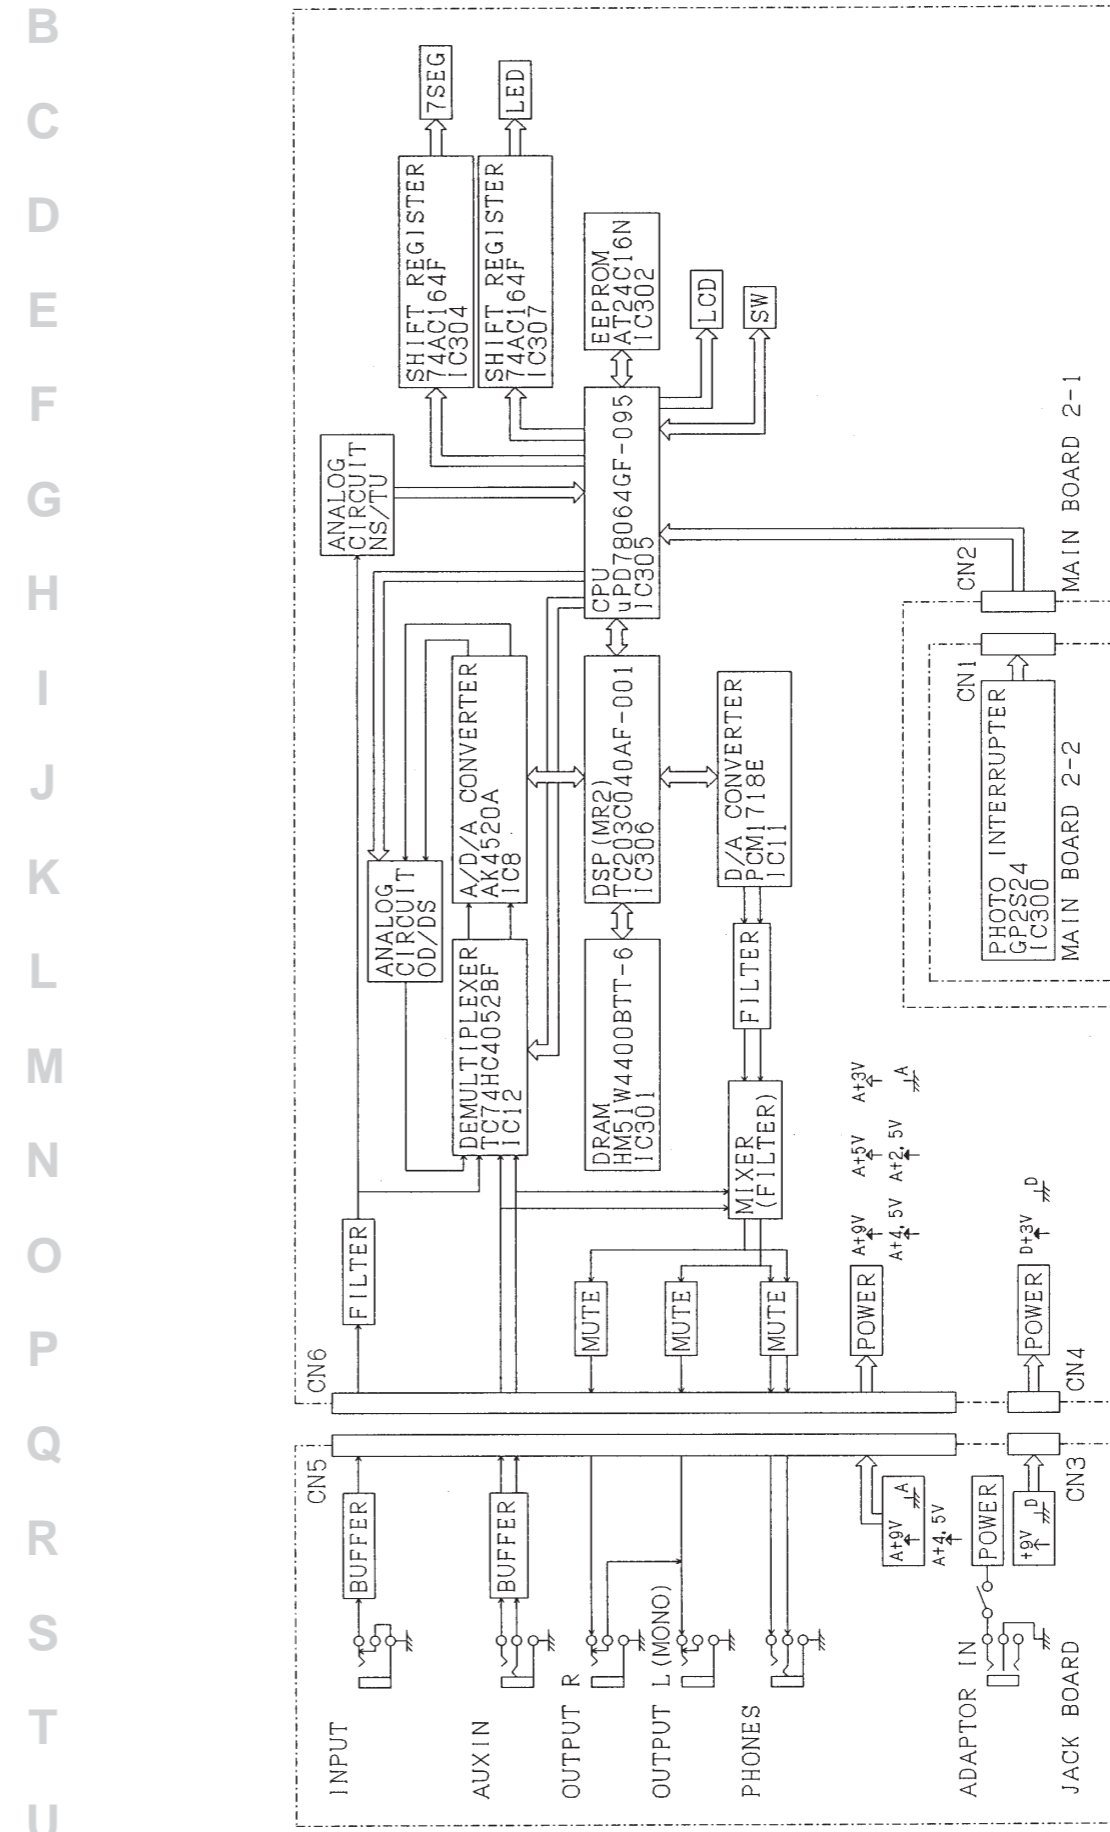 B
C
D
E
F
G
H
I
J
K
L
M
N
O
P
Q
R
S
T
U
INPUT
AUXIN
OUTPUT R
OUTPUT L (MONO)
PHONES
ADAPTOR IN
JACK BOARD
BUFFER
BUFFER
A+9V
A
A+4.5V
POWER
+9V
D
CN5
CN3
CN6
CN4
FILTER
MUTE
MUTE
MUTE
POWER
A+9V
A+5V
A+3V
A+4.5V
A+2.5V
A
POWER
D+3V
D
DEMULTIPLEXER
TC74HC4052BF
IC12
DRAM
HM51W4400BTT-6
IC301
MIXER
(FILTER)
FILTER
ANALOG
CIRCUIT
OD/DS
A/D/A CONVERTER
AK4520A
IC8
DSP(MR2)
TC203C040AF-001
IC306
D/A CONVERTER
PCM1718E
IC11
PHOTO INTERRUPTER
GP2S24
IC300
MAIN BOARD 2-2
CN1
CN2
MAIN BOARD 2-1
ANALOG
CIRCUIT
NS/TU
CPU
uPD78064GF-095
IC305
SHIFT REGISTER
74AC164F
IC304
SHIFT REGISTER
74AC164F
IC307
EEPROM
AT24C16N
IC302
LCD
SW
7SEG
LED